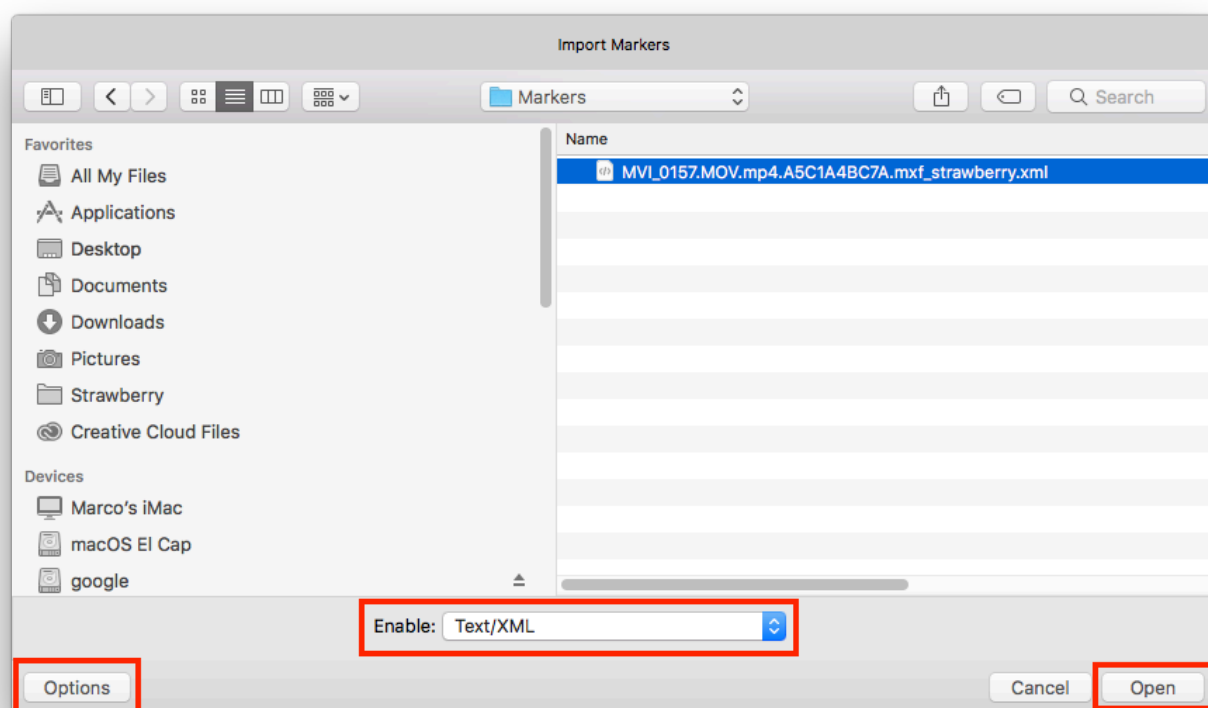 Import Markers
Markers
Search
Favorites
All My Files
Applications
Desktop
Documents
Downloads
Pictures
Strawberry
Creative Cloud Files
Devices
Marco's iMac
macOS El Cap
google
Name
MVI_0157.MOV.mp4.A5C1A4BC7A.mxf_strawberry.xml
Enable: Text/XML
Options Cancel Open